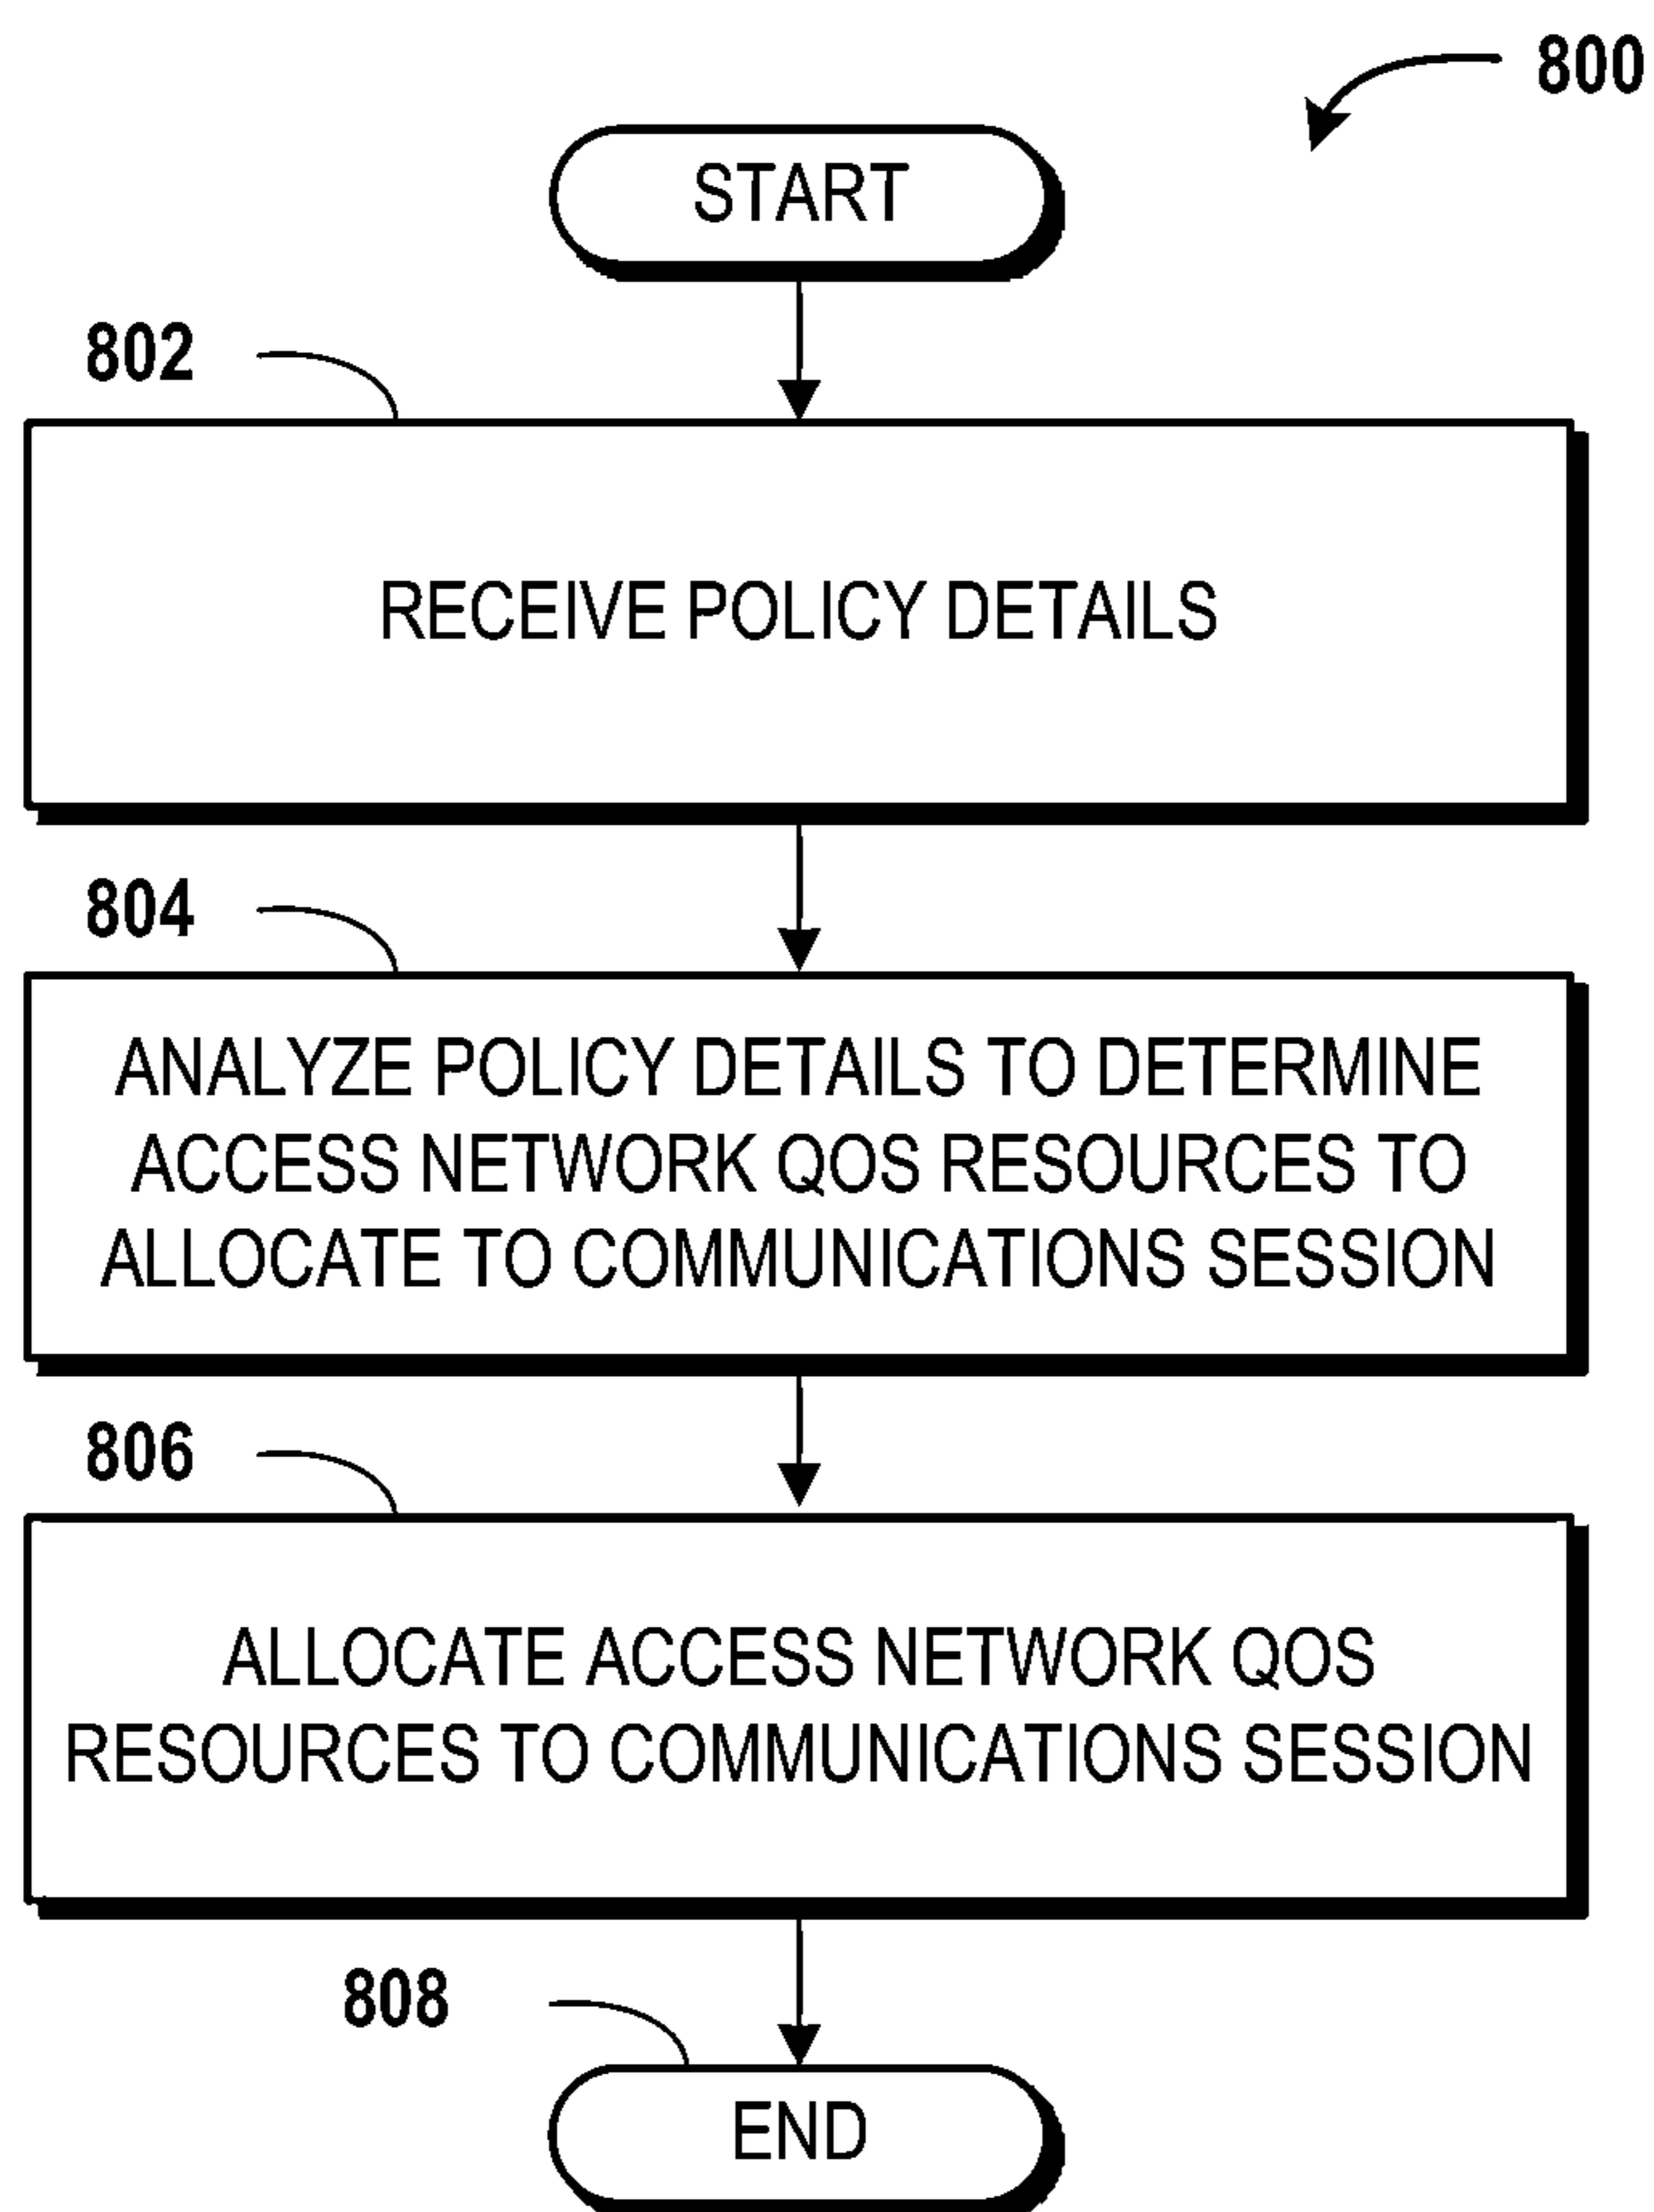 800
START
802
RECEIVE POLICY DETAILS
804
ANALYZE POLICY DETAILS TO DETERMINE
ACCESS NETWORK QOS RESOURCES TO
ALLOCATE TO COMMUNICATIONS SESSION
806
ALLOCATE ACCESS NETWORK QOS
RESOURCES TO COMMUNICATIONS SESSION
808
END